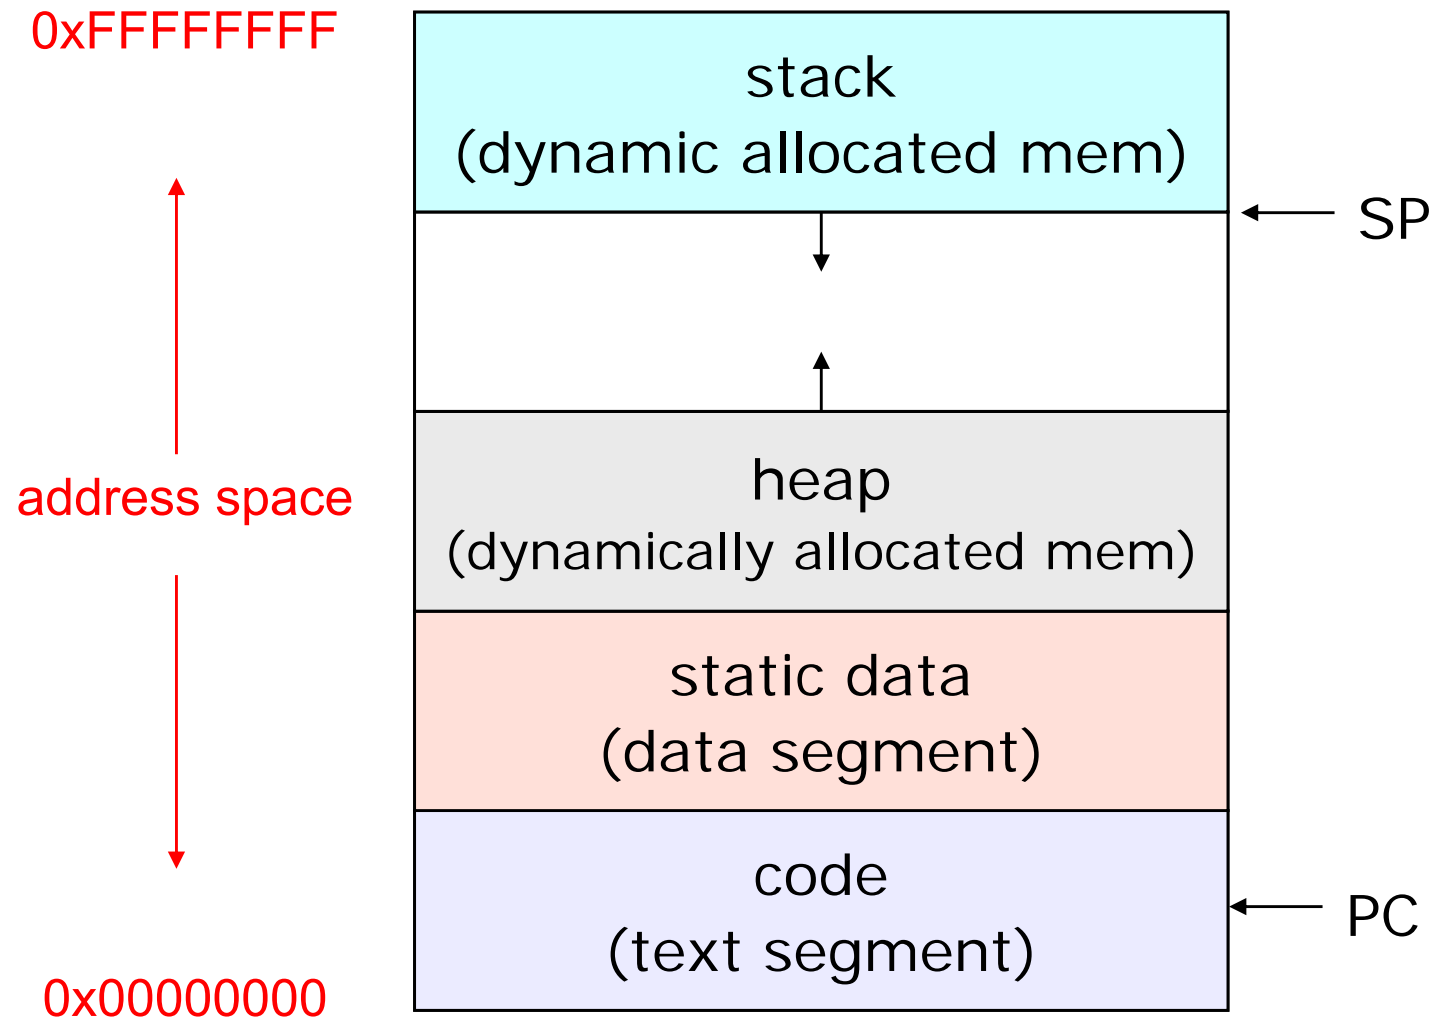 0xFFFFFFFF
stack
(dynamic allocated mem)
SP
address space
heap
(dynamically allocated mem)
static data
(data segment)
code
(text segment)
PC
0x00000000